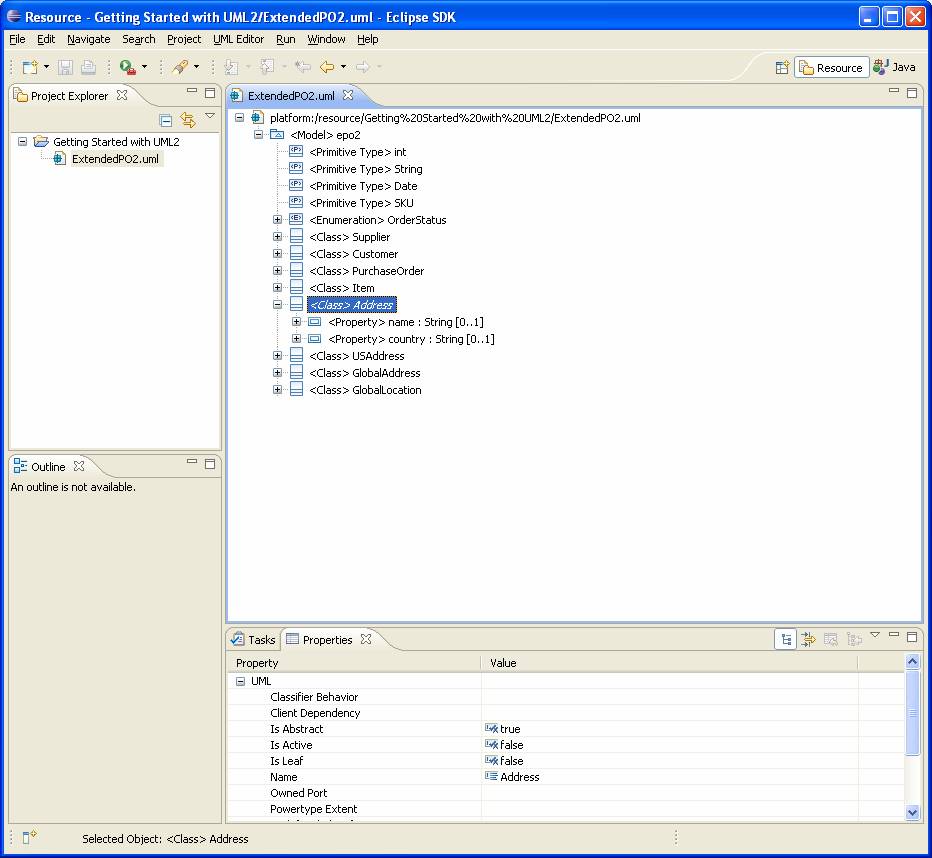 Resource - Getting Started with UML2/ExtendedPO2.uml - Eclipse SDK
File Edit Navigate Search Project UML Editor Run Window Help
Resource Java
Project Explorer
Getting Started with UML2
ExtendedPO2.uml
Outline
An outline is not available.
ExtendedPO2.uml
platform:/resource/Getting%20Started%20with%20UML2/ExtendedPO2.uml
<Model> epo2
<Primitive Type> int
<Primitive Type> String
<Primitive Type> Date
<Primitive Type> SKU
<Enumeration> OrderStatus
<Class> Supplier
<Class> Customer
<Class> PurchaseOrder
<Class> Item
<Class> Address
<Property> name : String [0..1]
<Property> country : String [0..1]
<Class> USAddress
<Class> GlobalAddress
<Class> GlobalLocation
Tasks Properties
Property Value
UML
Classifier Behavior
Client Dependency
Is Abstract true
Is Active false
Is Leaf false
Name Address
Owned Port
Powertype Extent
Selected Object: <Class> Address